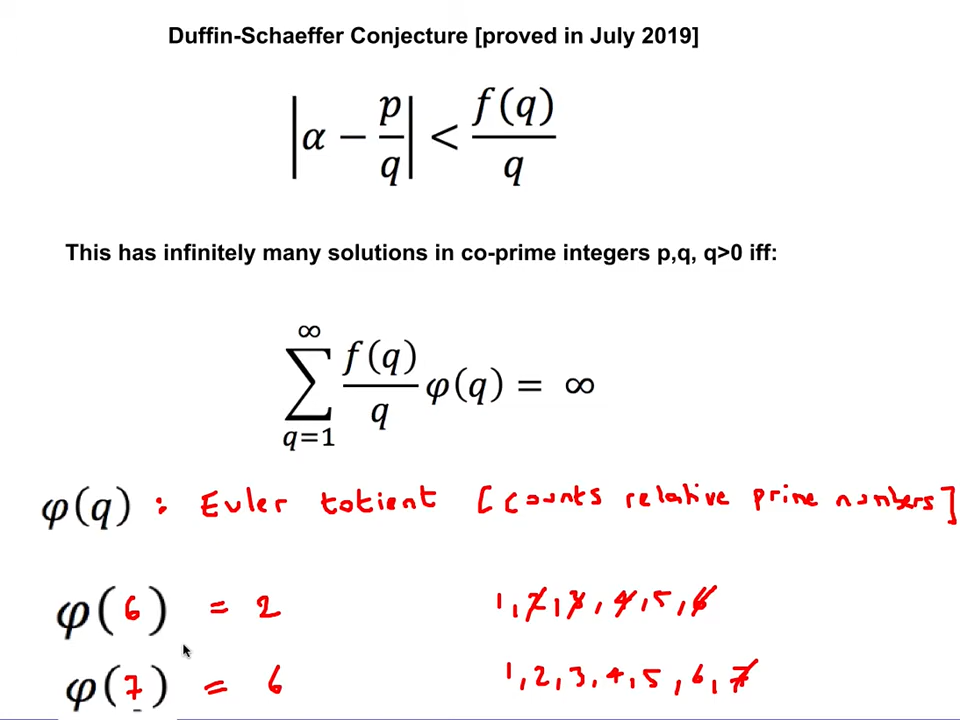 Duffin-Schaeffer Conjecture [proved in July 2019]
|α − p/q| < f(q)/q
This has infinitely many solutions in co-prime integers p,q, q>0 iff:
∑_{q=1}^{∞} f(q)/q φ(q) = ∞
φ(q) : Euler totient [counts relative prime numbers]
φ(6) = 2 1, 2, 3, 4, 5, 6
φ(7) = 6 1, 2, 3, 4, 5, 6, 7